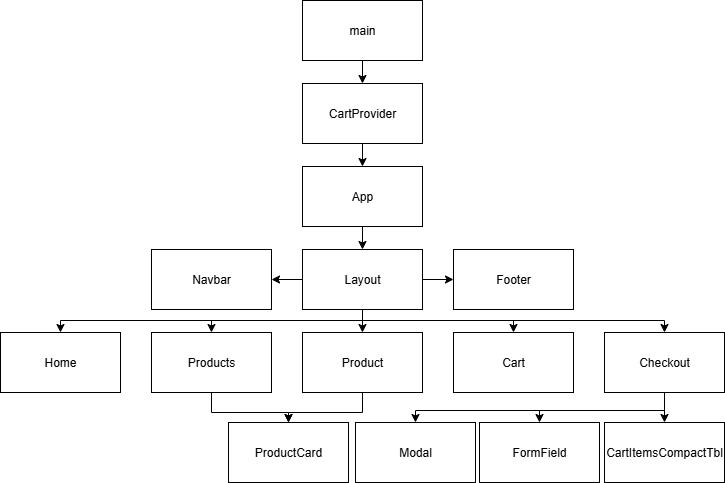 main
CartProvider
App
Navbar
Layout
Footer
Home
Products
Product
Cart
Checkout
ProductCard
Modal
FormField
CartItemsCompactTbl